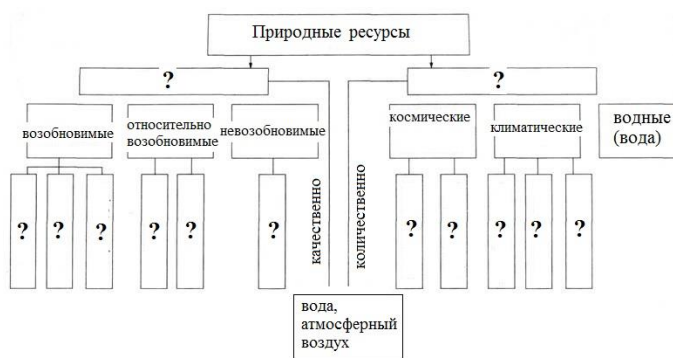 Природные ресурсы
?
?
возобновимые
относительно
возобновимые
невозобновимые
космические
климатические
водные
(вода)
качественно
количественно
?
?
?
?
?
?
?
?
?
?
?
вода,
атмосферный
воздух